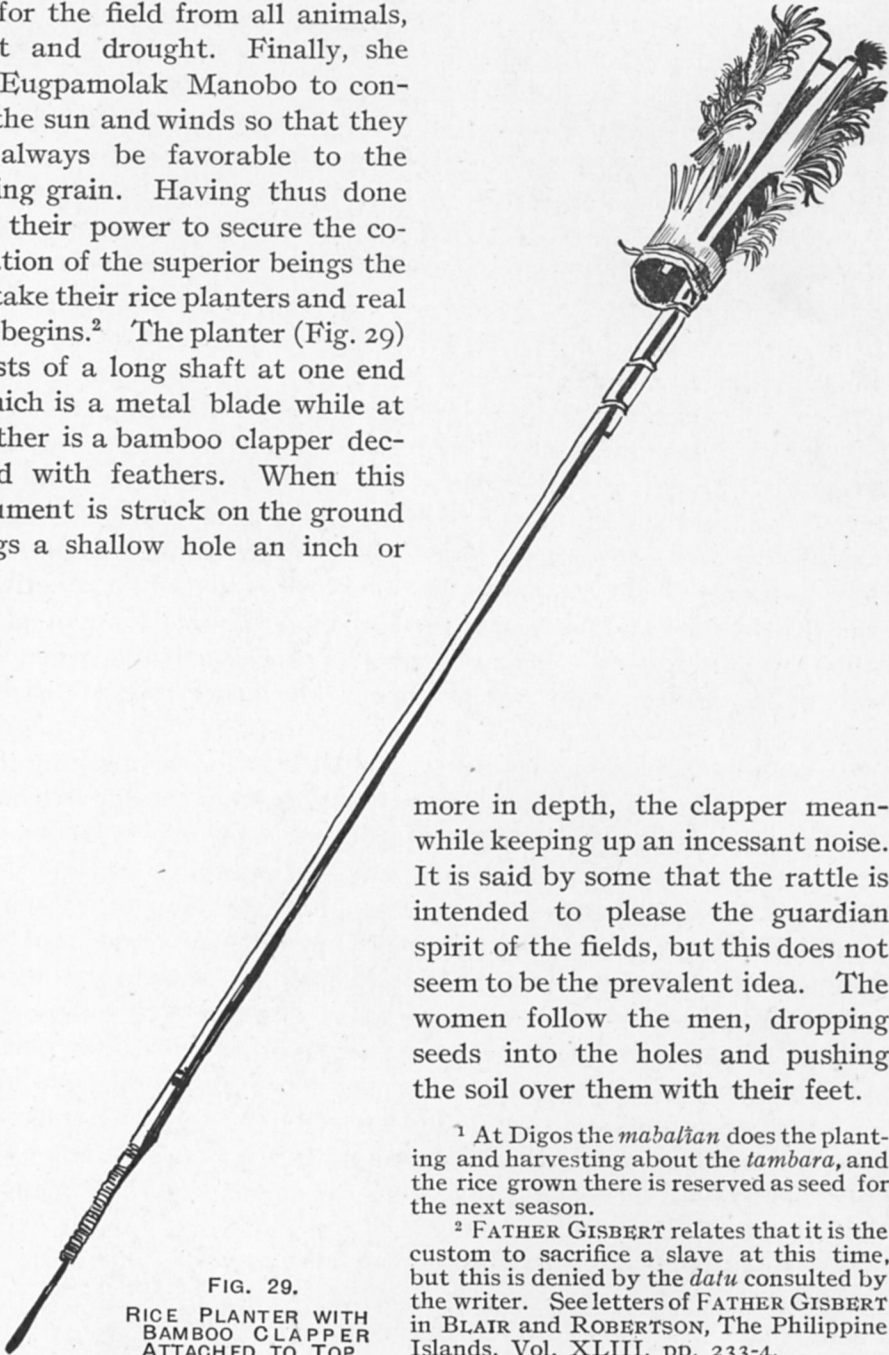 for the field from all animals,
and drought. Finally, she
Eugpamolak Manobo to con-
the sun and winds so that they
always be favorable to the
grain. Having thus done
their power to secure the co-
of the superior beings the
take their rice planters and real
begins.² The planter (Fig. 29)
of a long shaft at one end
is a metal blade while at
is a bamboo clapper dec-
with feathers. When this
is struck on the ground
a shallow hole an inch or
more in depth, the clapper mean-
while keeping up an incessant noise.
It is said by some that the rattle is
intended to please the guardian
spirit of the fields, but this does not
seem to be the prevalent idea. The
women follow the men, dropping
seeds into the holes and pushing
the soil over them with their feet.
¹ At Digos the mabalian does the plant-
ing and harvesting about the tambara, and
the rice grown there is reserved as seed for
the next season.
² FATHER GISBERT relates that it is the
custom to sacrifice a slave at this time,
but this is denied by the datu consulted by
the writer. See letters of FATHER GISBERT
in BLAIR and ROBERTSON, The Philippine
Islands, Vol. XLIII, pp. 233-4.
FIG. 29.
RICE PLANTER WITH
BAMBOO CLAPPER
ATTACHED TO TOP